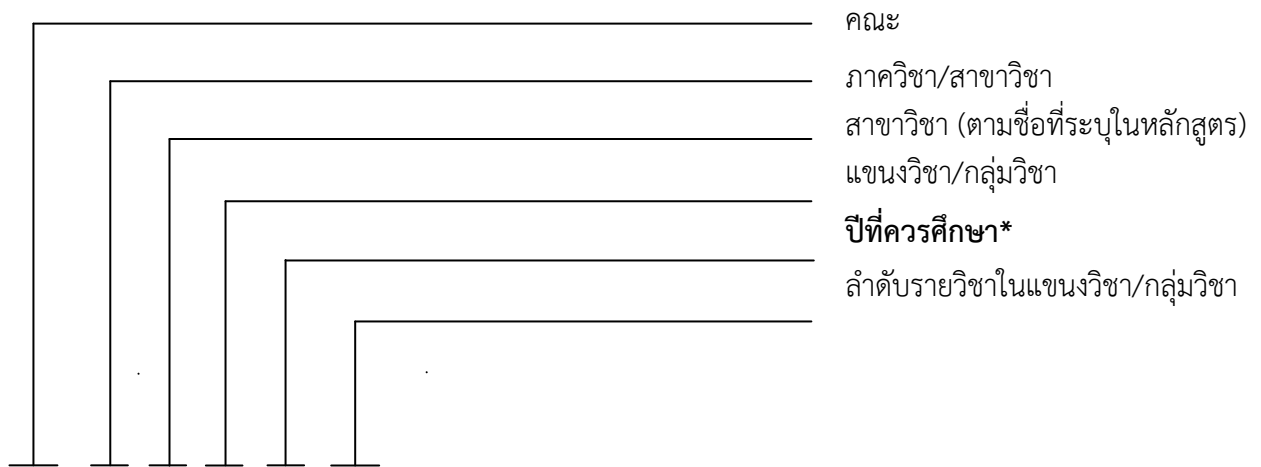 คณะ
ภาควิชา/สาขาวิชา
สาขาวิชา (ตามชื่อที่ระบุในหลักสูตร)
แขนงวิชา/กลุ่มวิชา
ปีที่ควรศึกษา*
ลำดับรายวิชาในแขนงวิชา/กลุ่มวิชา